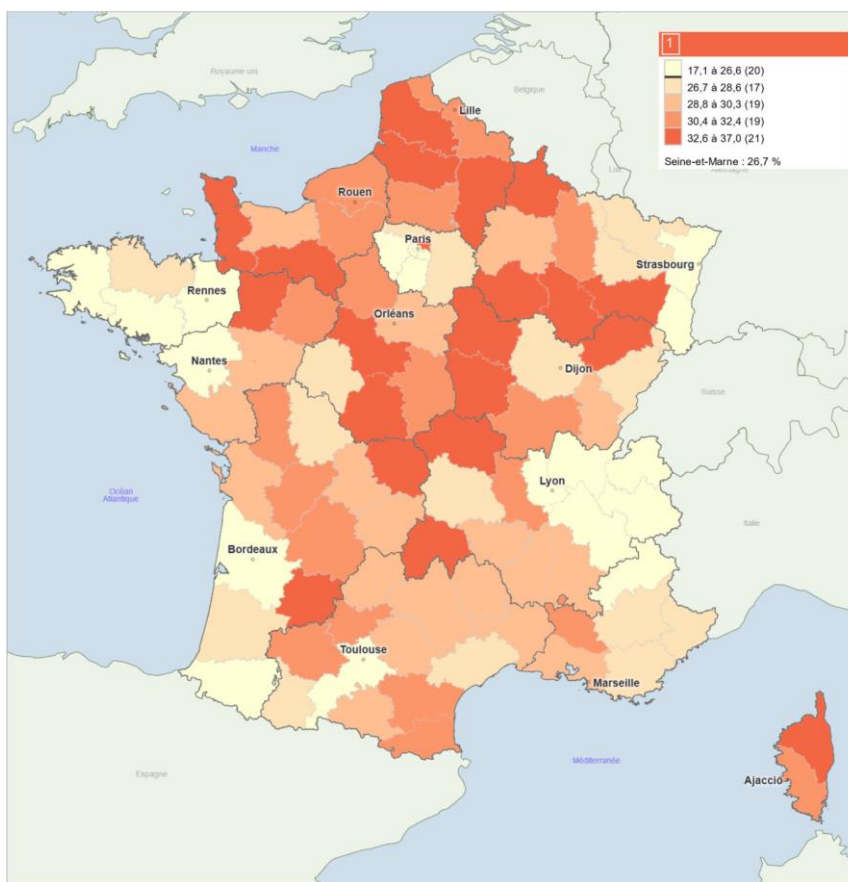 1
17,1 à 26,6 (20)
26,7 à 28,6 (17)
28,8 à 30,3 (19)
30,4 à 32,4 (19)
32,6 à 37,0 (21)
Seine-et-Marne : 26,7 %
Royaume uni
Belgique
Lille
Manche
Lux
Allemagne
Rouen
Paris
Strasbourg
Rennes
Orléans
Nantes
Dijon
Suisse
Océan
Atlantique
Lyon
Italie
Bordeaux
Toulouse
Marseille
Espagne
Méditerranée
Ajaccio